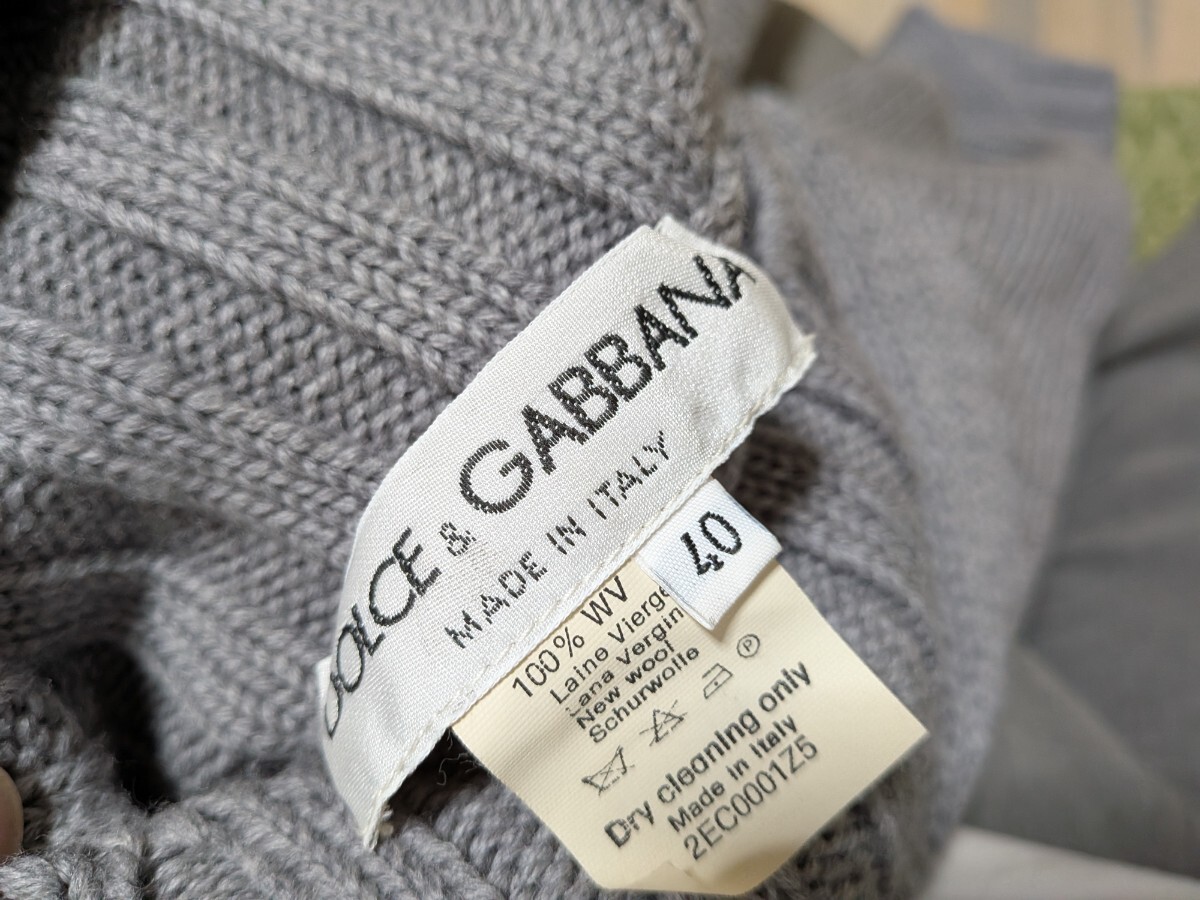 DOLCE & GABBANA
MADE IN ITALY
40
100% WV
Laine Vierge
Lana Vergin
New wool
Schurwolle
P
Dry cleaning only
Made in Italy
2EC0001Z5